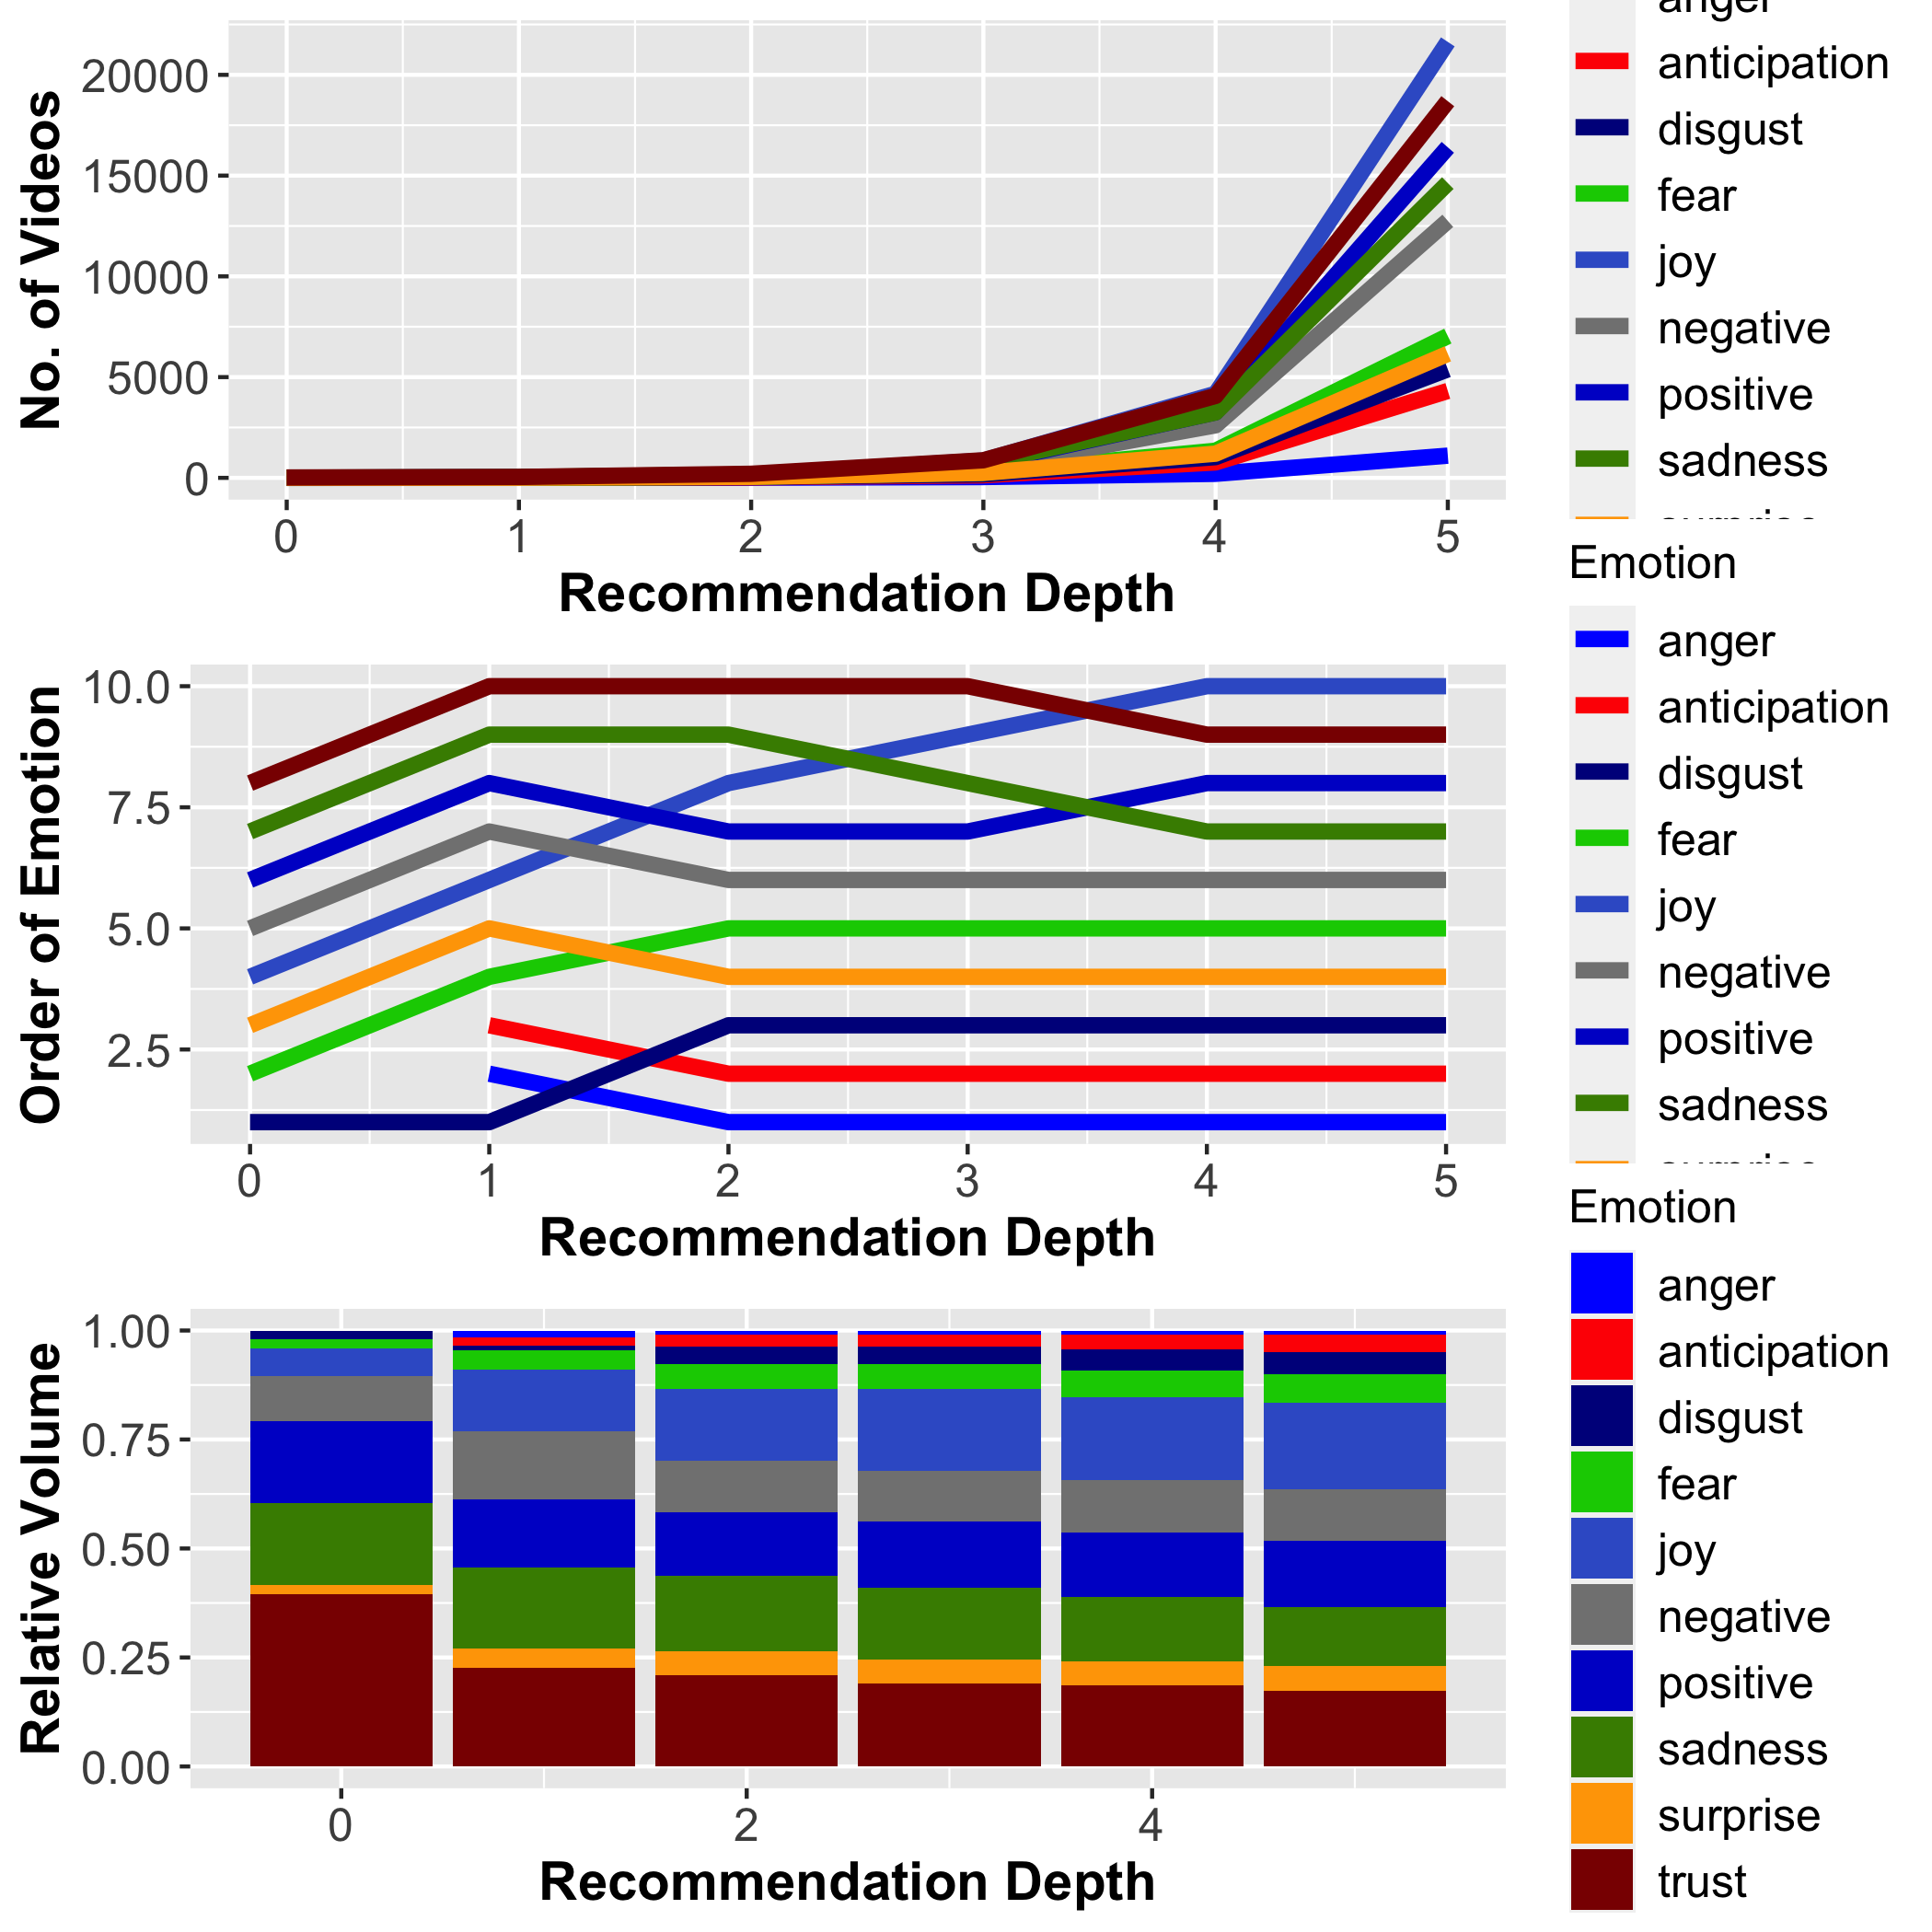 No. of Videos
20000
15000
10000
5000
0
0 1 2 3 4 5
Recommendation Depth
anger
anticipation
disgust
fear
joy
negative
positive
sadness
surprise
Order of Emotion
10.0
7.5
5.0
2.5
0 1 2 3 4 5
Recommendation Depth
Emotion
anger
anticipation
disgust
fear
joy
negative
positive
sadness
surprise
Relative Volume
1.00
0.75
0.50
0.25
0.00
0 2 4
Recommendation Depth
Emotion
anger
anticipation
disgust
fear
joy
negative
positive
sadness
surprise
trust